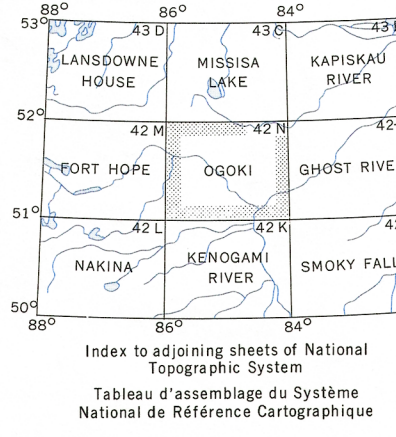 88° 86° 84°
53° 43 D 43 C
LANSDOWNE HOUSE MISSISA LAKE KAPISKAU RIVER
52° 42 M 42 N
FORT HOPE OGOKI GHOST RIVE
51° 42 L 42 K
NAKINA KENOGAMI RIVER SMOKY FALL
50°
88° 86° 84°
Index to adjoining sheets of National
Topographic System
Tableau d'assemblage du Système
National de Référence Cartographique